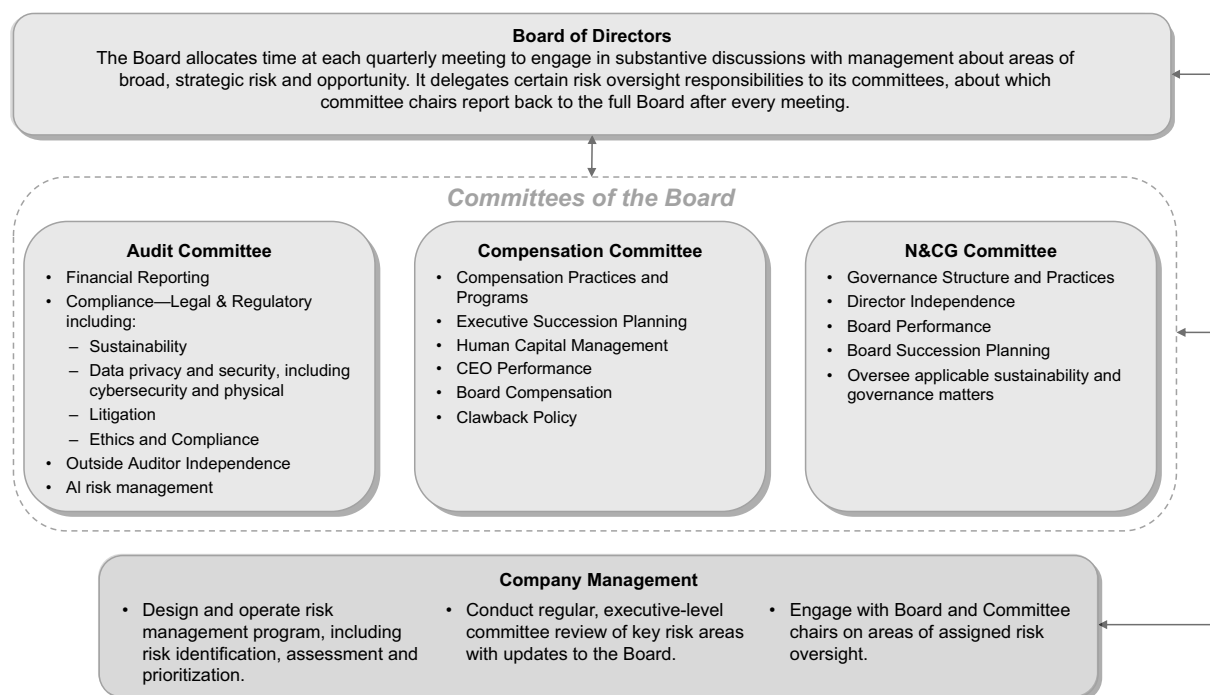 Board of Directors
The Board allocates time at each quarterly meeting to engage in substantive discussions with management about areas of
broad, strategic risk and opportunity. It delegates certain risk oversight responsibilities to its committees, about which
committee chairs report back to the full Board after every meeting.
Committees of the Board
Audit Committee
• Financial Reporting
• Compliance—Legal & Regulatory
including:
– Sustainability
– Data privacy and security, including
cybersecurity and physical
– Litigation
– Ethics and Compliance
• Outside Auditor Independence
• AI risk management
Compensation Committee
• Compensation Practices and
Programs
• Executive Succession Planning
• Human Capital Management
• CEO Performance
• Board Compensation
• Clawback Policy
N&CG Committee
• Governance Structure and Practices
• Director Independence
• Board Performance
• Board Succession Planning
• Oversee applicable sustainability and
governance matters
Company Management
• Design and operate risk
management program, including
risk identification, assessment and
prioritization.
• Conduct regular, executive-level
committee review of key risk areas
with updates to the Board.
• Engage with Board and Committee
chairs on areas of assigned risk
oversight.